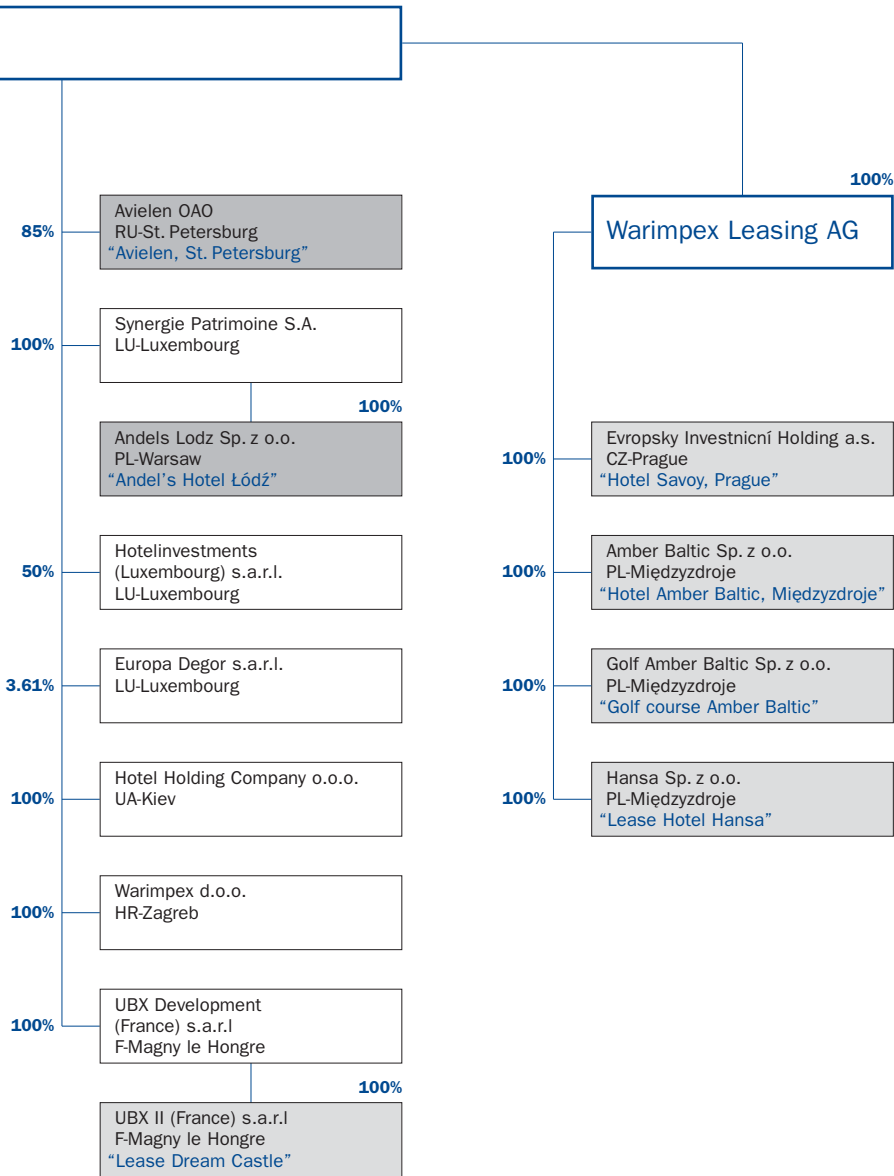 85%
Avielen OAO
RU-St. Petersburg
“Avielen, St. Petersburg”
100%
Synergie Patrimoine S.A.
LU-Luxembourg
100%
Andels Lodz Sp. z o.o.
PL-Warsaw
“Andel’s Hotel Łódź”
50%
Hotelinvestments
(Luxembourg) s.a.r.l.
LU-Luxembourg
3.61%
Europa Degor s.a.r.l.
LU-Luxembourg
100%
Hotel Holding Company o.o.o.
UA-Kiev
100%
Warimpex d.o.o.
HR-Zagreb
100%
UBX Development
(France) s.a.r.l
F-Magny le Hongre
100%
UBX II (France) s.a.r.l
F-Magny le Hongre
“Lease Dream Castle”
100%
Warimpex Leasing AG
100%
Evropsky Investnicní Holding a.s.
CZ-Prague
“Hotel Savoy, Prague”
100%
Amber Baltic Sp. z o.o.
PL-Międzyzdroje
“Hotel Amber Baltic, Międzyzdroje”
100%
Golf Amber Baltic Sp. z o.o.
PL-Międzyzdroje
“Golf course Amber Baltic”
100%
Hansa Sp. z o.o.
PL-Międzyzdroje
“Lease Hotel Hansa”